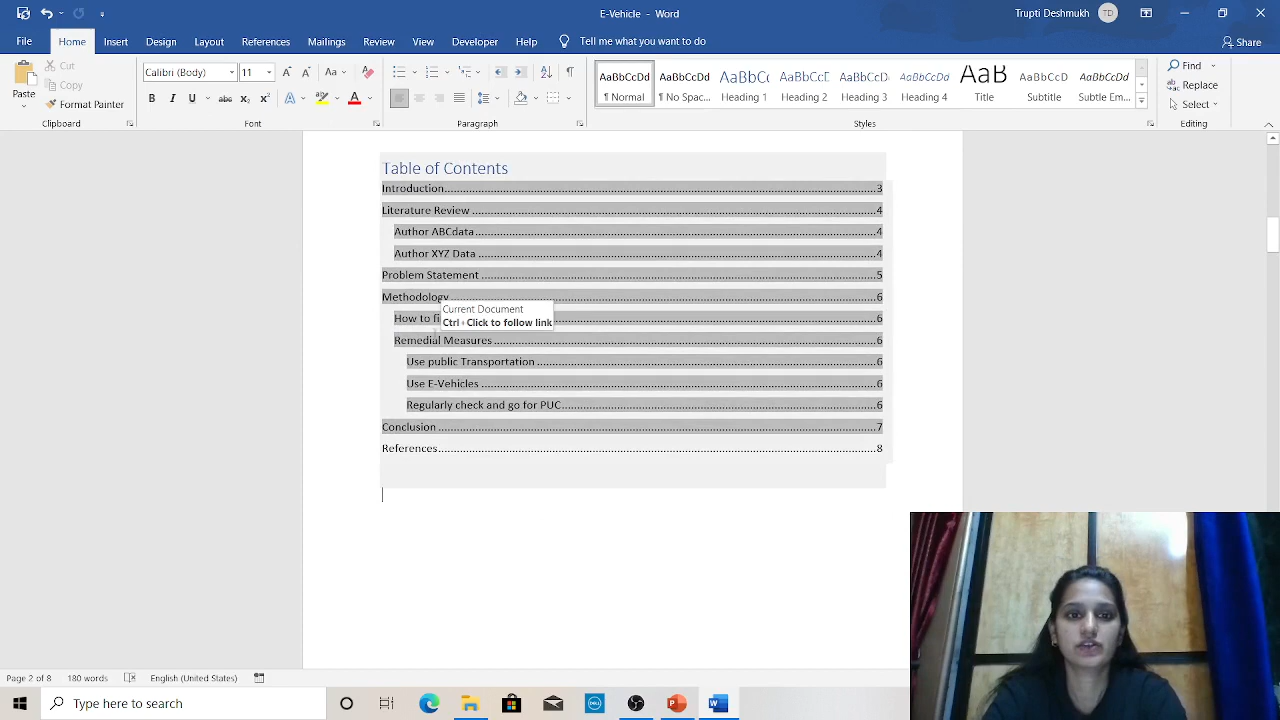 E-Vehicle - Word
Trupti Deshmukh TD
File Home Insert Design Layout References Mailings Review View Developer Help Tell me what you want to do Share
Paste Cut Copy Format Painter
Calibri (Body) 11
AaBbCcDd ¶ Normal
AaBbCcDd ¶ No Spac...
AaBbCc Heading 1
AaBbCcE Heading 2
AaBbCcD Heading 3
AaBbCcDd Heading 4
AaB Title
AaBbCcD Subtitle
AaBbCcDd Subtle Em...
Find
Replace
Select
Clipboard Font Paragraph Styles Editing
Table of Contents
Introduction 3
Literature Review 4
Author ABCdata 4
Author XYZ Data 4
Problem Statement 5
Methodology 6
Current Document
Ctrl+Click to follow link
How to fi 6
Remedial Measures 6
Use public Transportation 6
Use E-Vehicles 6
Regularly check and go for PUC 6
Conclusion 7
References 8
Page 2 of 8 180 words English (United States)
Type here to search